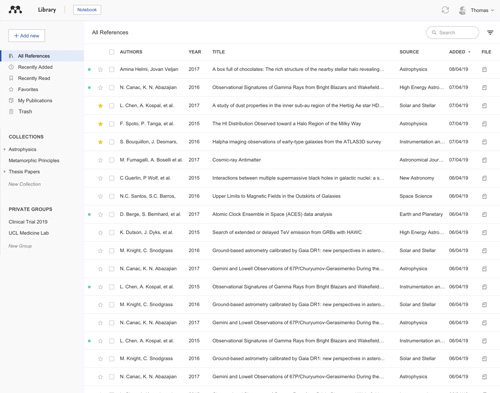 Library
Notebook
Thomas
+ Add new
All References
Recently Added
Recently Read
Favorites
My Publications
Trash
COLLECTIONS
Astrophysics
Metamorphic Principles
Thesis Papers
New Collection
PRIVATE GROUPS
Clinical Trial 2019
UCL Medicine Lab
New Group
All References
Search
AUTHORS YEAR TITLE SOURCE ADDED FILE
Amina Helmi, Jovan Veljan 2017 A box full of chocolates: The rich structure of the nearby stellar halo revealing... Astrophysics 08/04/19
N. Canac, K. N. Abazajian 2016 Observational Signatures of Gamma Rays from Bright Blazars and Wakefield... High Energy Astro... 07/04/19
L. Chen, A. Kospal, et al. 2017 A study of dust properties in the inner sub-au region of the Herbig Ae star HD... Solar and Stellar 07/04/19
F. Spoto, P. Tanga, et al. 2015 The HI Distribution Observed toward a Halo Region of the Milky Way Astrophysics 07/04/19
S. Bouquillon, J. Desmars, 2016 Halpha imaging observations of early-type galaxies from the ATLAS3D survey Instrumentation an... 07/04/19
M. Fumagalli, A. Boselli et al. 2017 Cosmic-ray Antimatter Astronomical Jour... 07/04/19
C Guerlin, P Wolf, et al. 2015 Interactions between multiple supermassive black holes in galactic nuclei: a s... New Astronomy 06/04/19
N.C. Santos, S.C. Barros, 2016 Upper Limits to Magnetic Fields in the Outskirts of Galaxies Space Science 06/04/19
D. Berge, S. Bernhard, et al. 2017 Atomic Clock Ensemble in Space (ACES) data analysis Earth and Planetary 06/04/19
K. Dutson, J. Dyks, et al. 2015 Search of extended or delayed TeV emission from GRBs with HAWC High Energy Astro... 06/04/19
M. Knight, C. Snodgrass 2016 Ground-based astrometry calibrated by Gaia DR1: new perspectives in astero... Solar and Stellar 06/04/19
N. Canac, K. N. Abazajian 2017 Gemini and Lowell Observations of 67P/Churyumov-Gerasimenko During the... Astrophysics 06/04/19
L. Chen, A. Kospal, et al. 2015 Observational Signatures of Gamma Rays from Bright Blazars and Wakefield... Instrumentation an... 06/04/19
M. Knight, C. Snodgrass 2016 Ground-based astrometry calibrated by Gaia DR1: new perspectives in astero... Solar and Stellar 06/04/19
N. Canac, K. N. Abazajian 2017 Gemini and Lowell Observations of 67P/Churyumov-Gerasimenko During the... Astrophysics 06/04/19
L. Chen, A. Kospal, et al. 2015 Observational Signatures of Gamma Rays from Bright Blazars and Wakefield... Instrumentation an... 06/04/19
M. Knight, C. Snodgrass 2016 Ground-based astrometry calibrated by Gaia DR1: new perspectives in astero... Solar and Stellar 06/04/19
N. Canac, K. N. Abazajian 2017 Gemini and Lowell Observations of 67P/Churyumov-Gerasimenko During the... Astrophysics 06/04/19